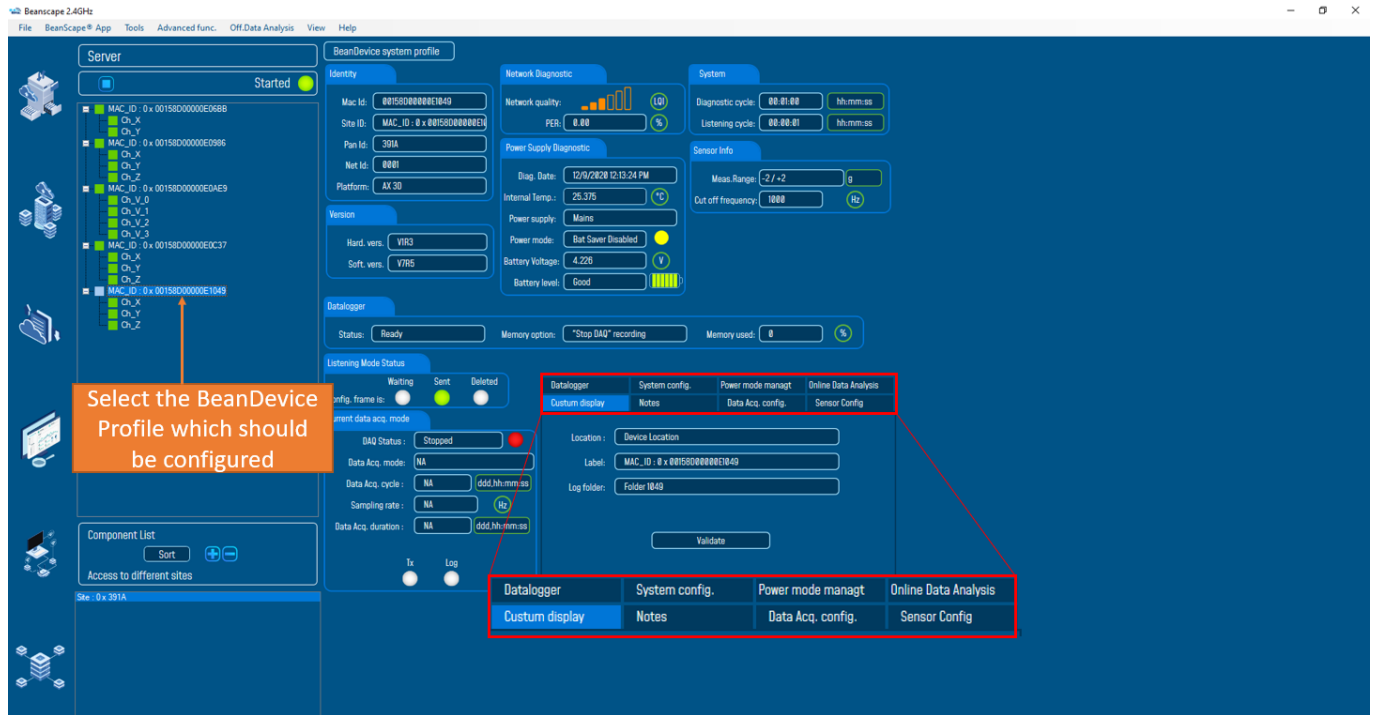 Beanscape 2.4GHz
File BeanScape® App Tools Advanced func. Off.Data Analysis View Help
Server
Started
MAC_ID : 0 x 00158D00000E06BB
Ch_X
Ch_Y
MAC_ID : 0 x 00158D00000E0986
Ch_X
Ch_Y
Ch_Z
MAC_ID : 0 x 00158D00000E0AE9
Ch_V_0
Ch_V_1
Ch_V_2
Ch_V_3
MAC_ID : 0 x 00158D00000E0C37
Ch_X
Ch_Y
Ch_Z
MAC_ID : 0 x 00158D00000E1049
Ch_X
Ch_Y
Ch_Z
Select the BeanDevice
Profile which should
be configured
Component List
Sort
Access to different sites
Site : 0 x 391A
BeanDevice system profile
Identity
Mac Id: 00158D00000E1049
Site ID: MAC_ID : 0 x 00158D00000E10
Pan Id: 391A
Net Id: 0001
Platform: AX 3D
Version
Hard. vers. V1R3
Soft. vers. V7R5
Network Diagnostic
Network quality: LQI
PER: 0.00 %
Power Supply Diagnostic
Diag. Date: 12/9/2020 12:13:24 PM
Internal Temp.: 25.375 °C
Power supply: Mains
Power mode: Bat Saver Disabled
Battery Voltage: 4.226 V
Battery level: Good
System
Diagnostic cycle: 00:01:00 hh:mm:ss
Listening cycle: 00:00:01 hh:mm:ss
Sensor Info
Meas.Range: -2 / +2 g
Cut off frequency: 1000 Hz
Datalogger
Status: Ready Memory option: "Stop DAQ" recording Memory used: 0 %
Listening Mode Status
Waiting Sent Deleted
onfig. frame is:
urrent data acq. mode
DAQ Status : Stopped
Data Acq. mode: NA
Data Acq. cycle : NA ddd,hh:mm:ss
Sampling rate : NA Hz
Data Acq. duration : NA ddd,hh:mm:ss
Tx Log
Datalogger System config. Power mode managt Online Data Analysis
Custum display Notes Data Acq. config. Sensor Config
Location : Device Location
Label: MAC_ID : 0 x 00158D00000E1049
Log folder: Folder 1049
Validate
Datalogger System config. Power mode managt Online Data Analysis
Custum display Notes Data Acq. config. Sensor Config